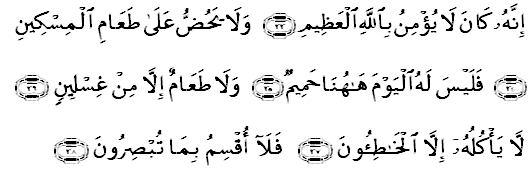 إِنَّهُۥ كَانَ لَا يُؤْمِنُ بِٱللَّهِ ٱلْعَظِيمِ ٣٣ وَلَا يَحُضُّ عَلَىٰ طَعَامِ ٱلْمِسْكِينِ
٣٤ فَلَيْسَ لَهُ ٱلْيَوْمَ هَٰهُنَا حَمِيمٌ ٣٥ وَلَا طَعَامٌ إِلَّا مِنْ غِسْلِينٍ ٣٦
لَّا يَأْكُلُهُۥٓ إِلَّا ٱلْخَٰطِـُٔونَ ٣٧ فَلَآ أُقْسِمُ بِمَا تُبْصِرُونَ ٣٨